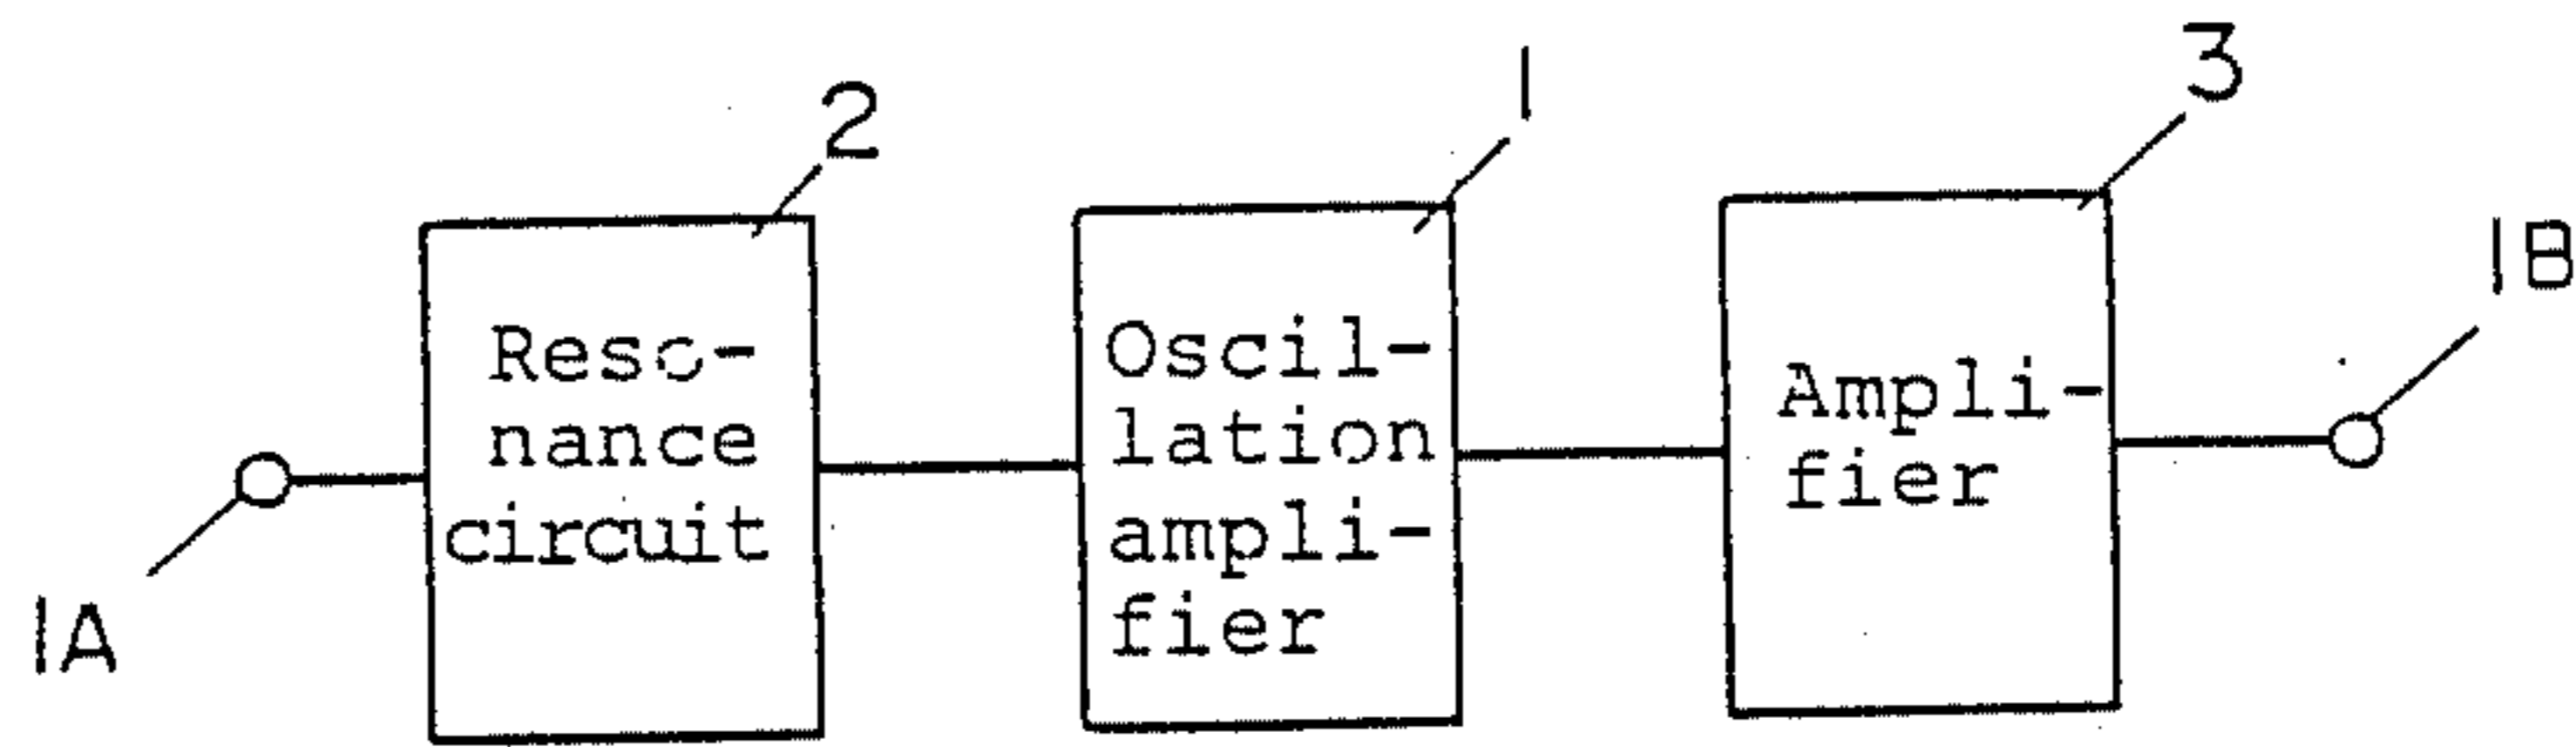 2
1
3
1B
Reso-
nance
circuit
Oscil-
lation
ampli-
fier
Ampli-
fier
1A